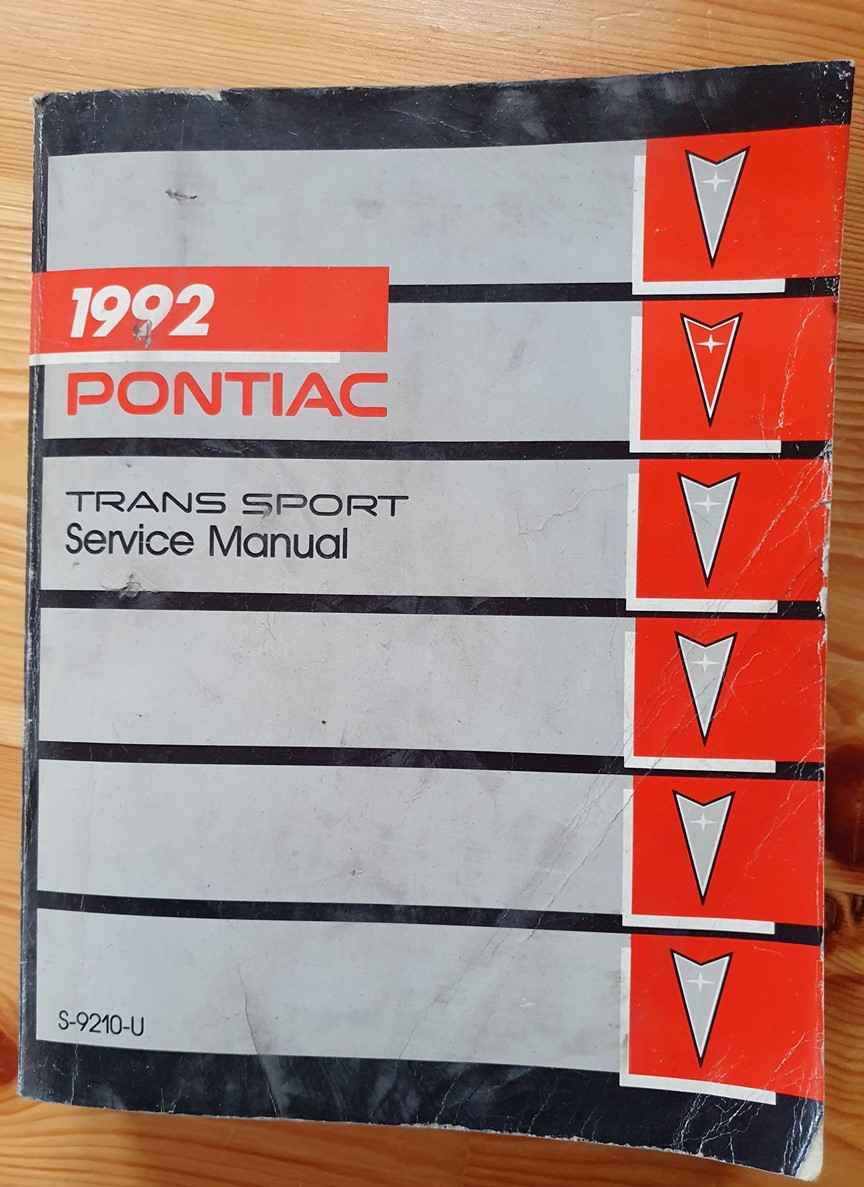 1992
PONTIAC
TRANS SPORT
Service Manual
S-9210-U